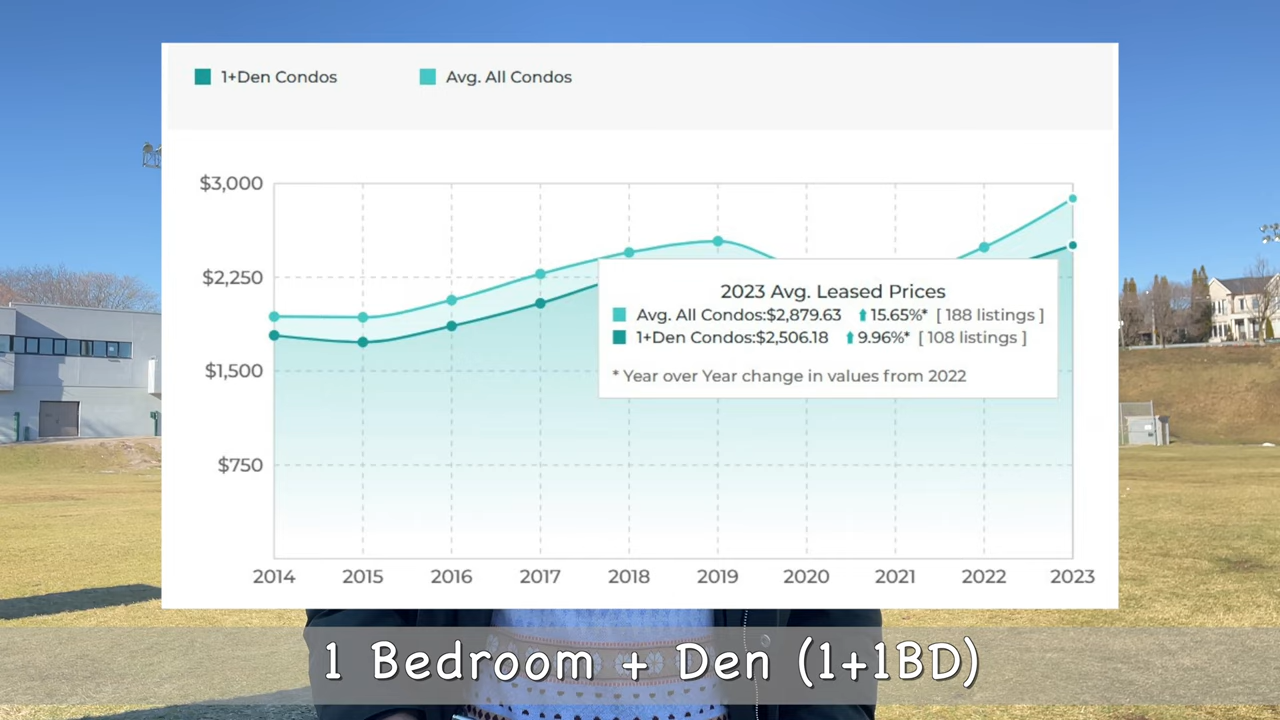 1+Den Condos Avg. All Condos
$3,000
$2,250
$1,500
$750
2023 Avg. Leased Prices
Avg. All Condos:$2,879.63 ⬆15.65%* [ 188 listings ]
1+Den Condos:$2,506.18 ⬆9.96%* [ 108 listings ]
* Year over Year change in values from 2022
2014 2015 2016 2017 2018 2019 2020 2021 2022 2023
1 Bedroom + Den (1+1BD)